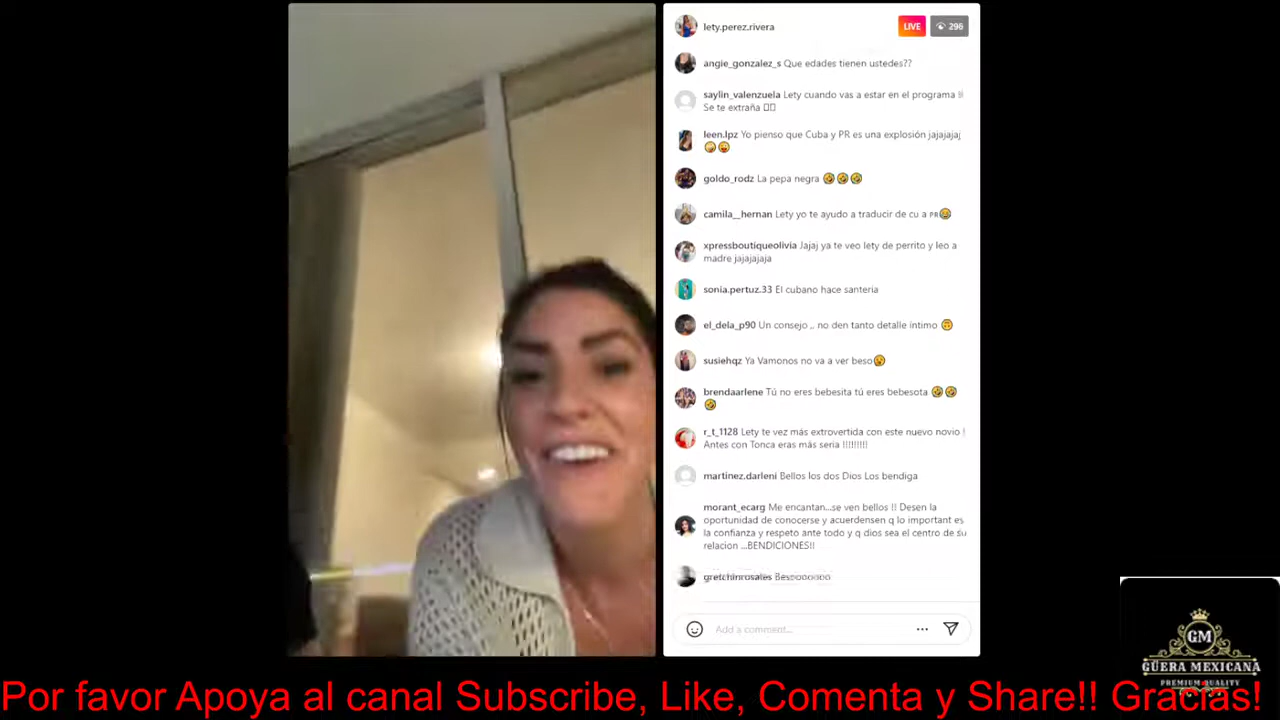 lety.perez.rivera
LIVE 296
angie_gonzalez_s Que edades tienen ustedes??
saylin_valenzuela Lety cuando vas a estar en el programa !!
Se te extraña
leen.lpz Yo pienso que Cuba y PR es una explosión jajajajaj
🤪😝
goldo_rodz La pepa negra 🤣🤣🤣
camila__hernan Lety yo te ayudo a traducir de cu a PR😂
xpressboutiqueolivia Jajaj ya te veo lety de perrito y leo a
madre jajajajaja
sonia.pertuz.33 El cubano hace santeria
el_dela_p90 Un consejo ,, no den tanto detalle íntimo 🙃
susiehqz Ya Vamonos no va a ver beso😮
brendaarlene Tú no eres bebesita tú eres bebesota 🤣🤣
🤣
r_t_1128 Lety te vez más extrovertida con este nuevo novio !
Antes con Tonca eras más seria !!!!!!!!!
martinez.darleni Bellos los dos Dios Los bendiga
morant_ecarg Me encantan...se ven bellos !! Desen la
oportunidad de conocerse y acuerdensen q lo important es
la confianza y respeto ante todo y q dios sea el centro de su
relacion ...BENDICIONES!!
gretchinrosales
Add a comment...
GM
GÜERA MEXICANA
PREMIUM QUALITY
Por favor Apoya al canal Subscribe, Like, Comenta y Share!! Gracias!